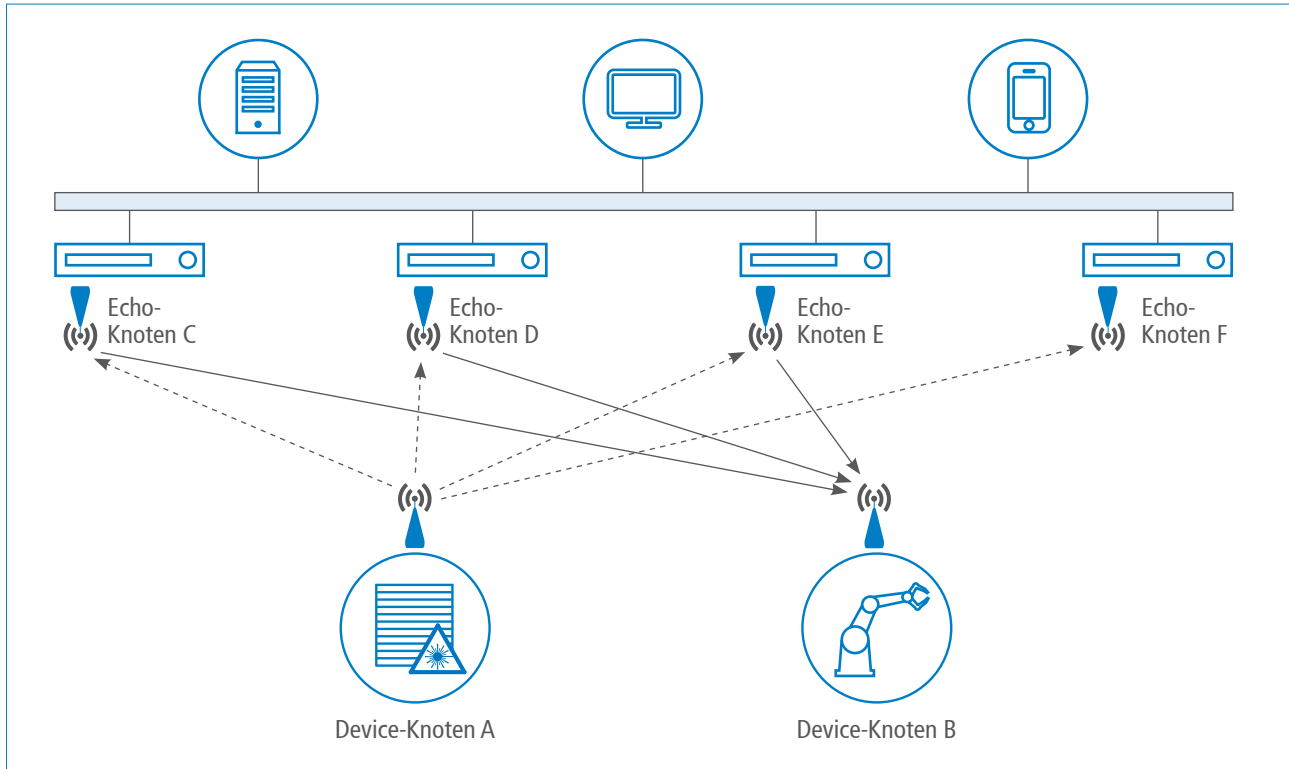 Echo-
Knoten C
Echo-
Knoten D
Echo-
Knoten E
Echo-
Knoten F
Device-Knoten A
Device-Knoten B